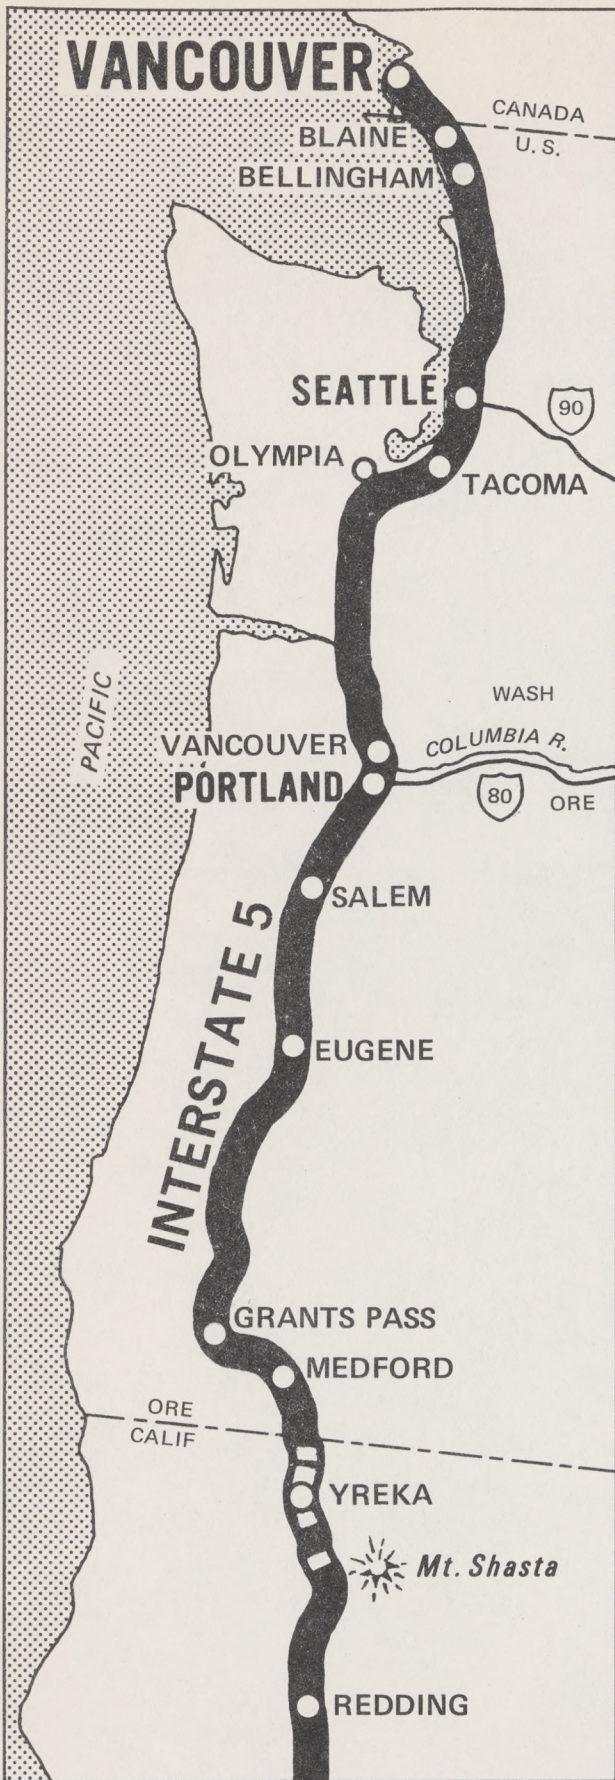 VANCOUVER
CANADA
BLAINE
U.S.
BELLINGHAM
SEATTLE
90
OLYMPIA
TACOMA
PACIFIC
WASH
VANCOUVER
COLUMBIA R.
PORTLAND
80
ORE
SALEM
INTERSTATE 5
EUGENE
GRANTS PASS
MEDFORD
ORE
CALIF
YREKA
Mt. Shasta
REDDING